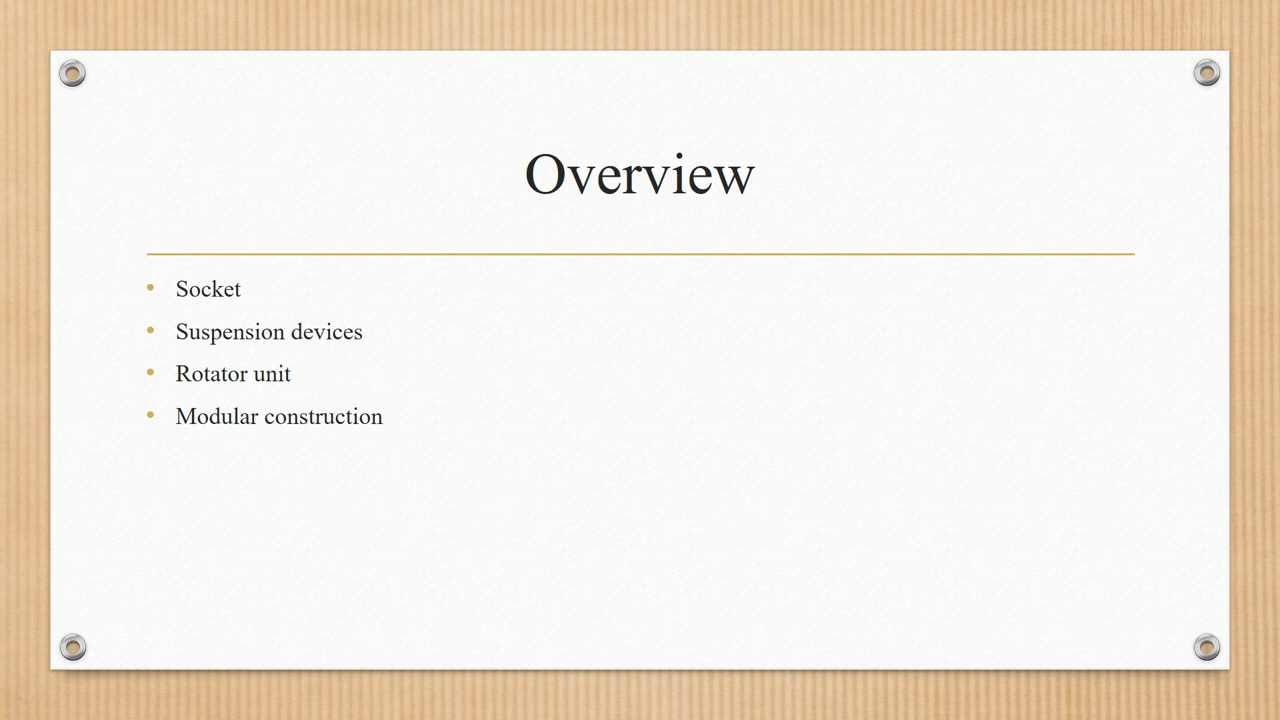 Overview
Socket
Suspension devices
Rotator unit
Modular construction